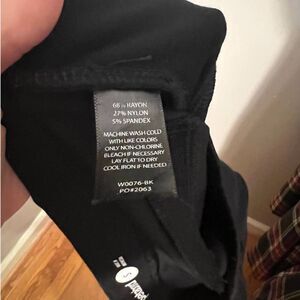 68% RAYON
27% NYLON
5% SPANDEX
MACHINE WASH COLD
WITH LIKE COLORS
ONLY NON-CHLORINE
BLEACH IF NECESSARY
LAY FLAT TO DRY
COOL IRON IF NEEDED
W0076-BK
PO#2063
S